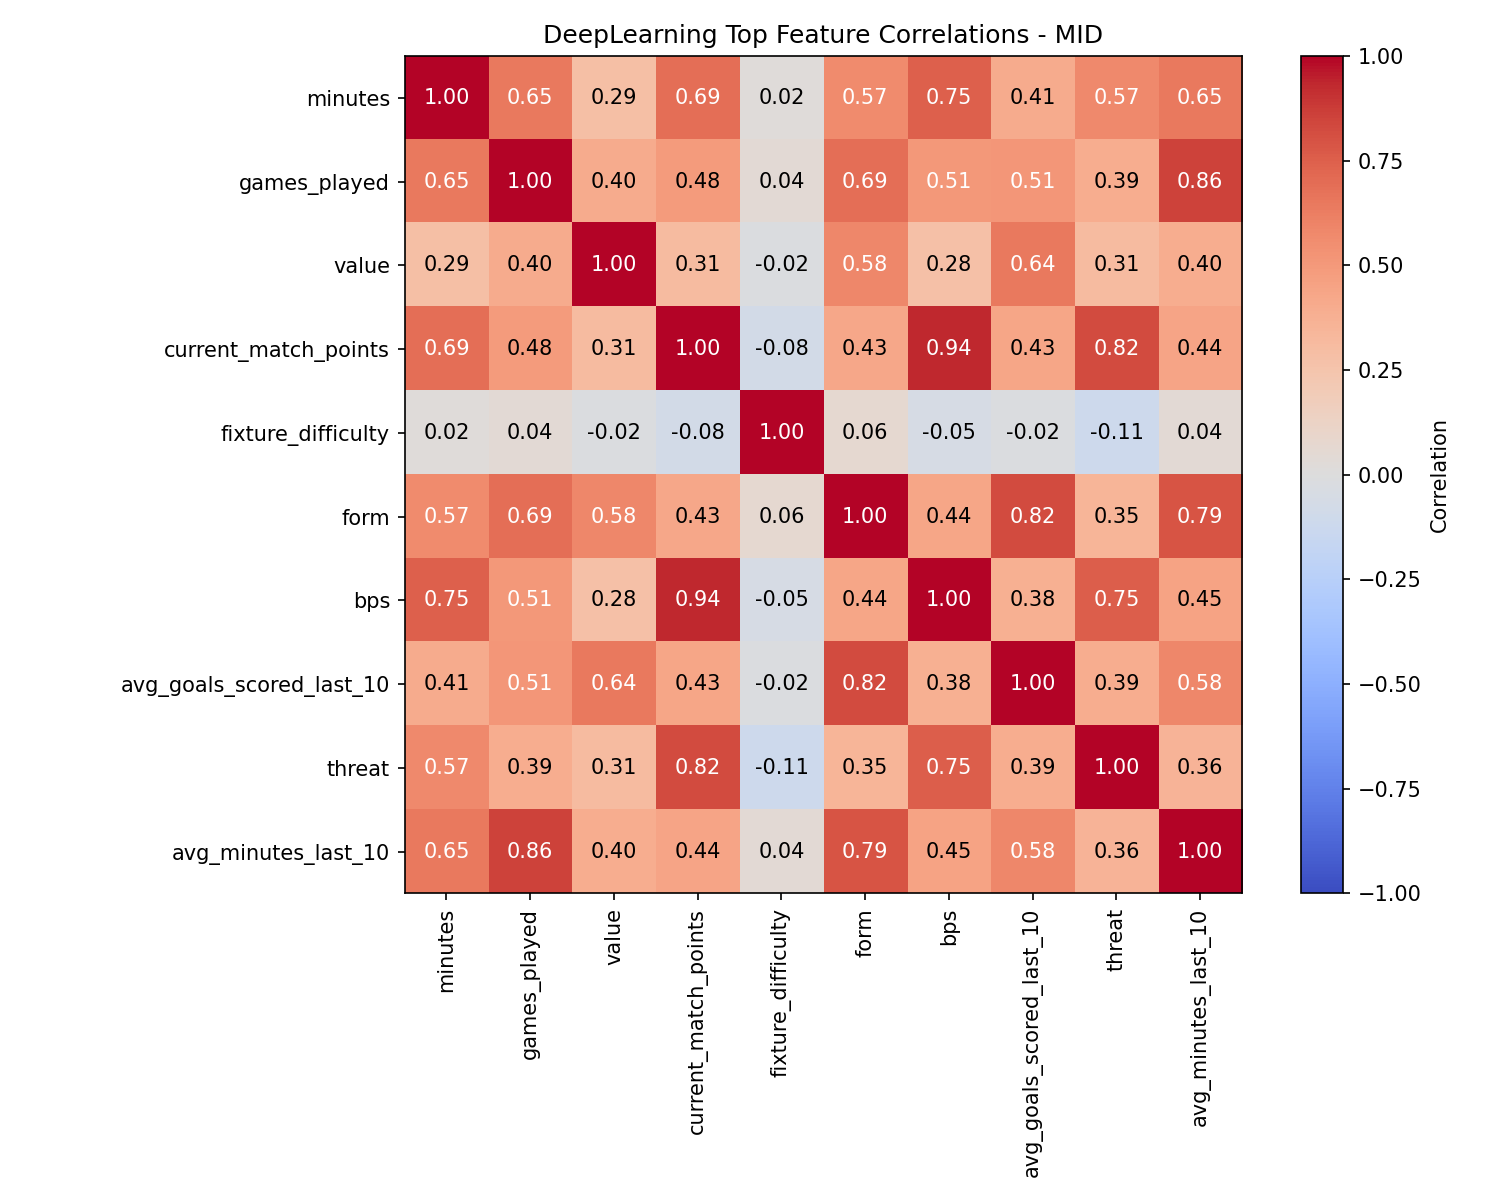 DeepLearning Top Feature Correlations - MID
minutes 1.00 0.65 0.29 0.69 0.02 0.57 0.75 0.41 0.57 0.65
games_played 0.65 1.00 0.40 0.48 0.04 0.69 0.51 0.51 0.39 0.86
value 0.29 0.40 1.00 0.31 -0.02 0.58 0.28 0.64 0.31 0.40
current_match_points 0.69 0.48 0.31 1.00 -0.08 0.43 0.94 0.43 0.82 0.44
fixture_difficulty 0.02 0.04 -0.02 -0.08 1.00 0.06 -0.05 -0.02 -0.11 0.04
form 0.57 0.69 0.58 0.43 0.06 1.00 0.44 0.82 0.35 0.79
bps 0.75 0.51 0.28 0.94 -0.05 0.44 1.00 0.38 0.75 0.45
avg_goals_scored_last_10 0.41 0.51 0.64 0.43 -0.02 0.82 0.38 1.00 0.39 0.58
threat 0.57 0.39 0.31 0.82 -0.11 0.35 0.75 0.39 1.00 0.36
avg_minutes_last_10 0.65 0.86 0.40 0.44 0.04 0.79 0.45 0.58 0.36 1.00
minutes
games_played
value
current_match_points
fixture_difficulty
form
bps
avg_goals_scored_last_10
threat
avg_minutes_last_10
1.00
0.75
0.50
0.25
0.00
−0.25
−0.50
−0.75
−1.00
Correlation